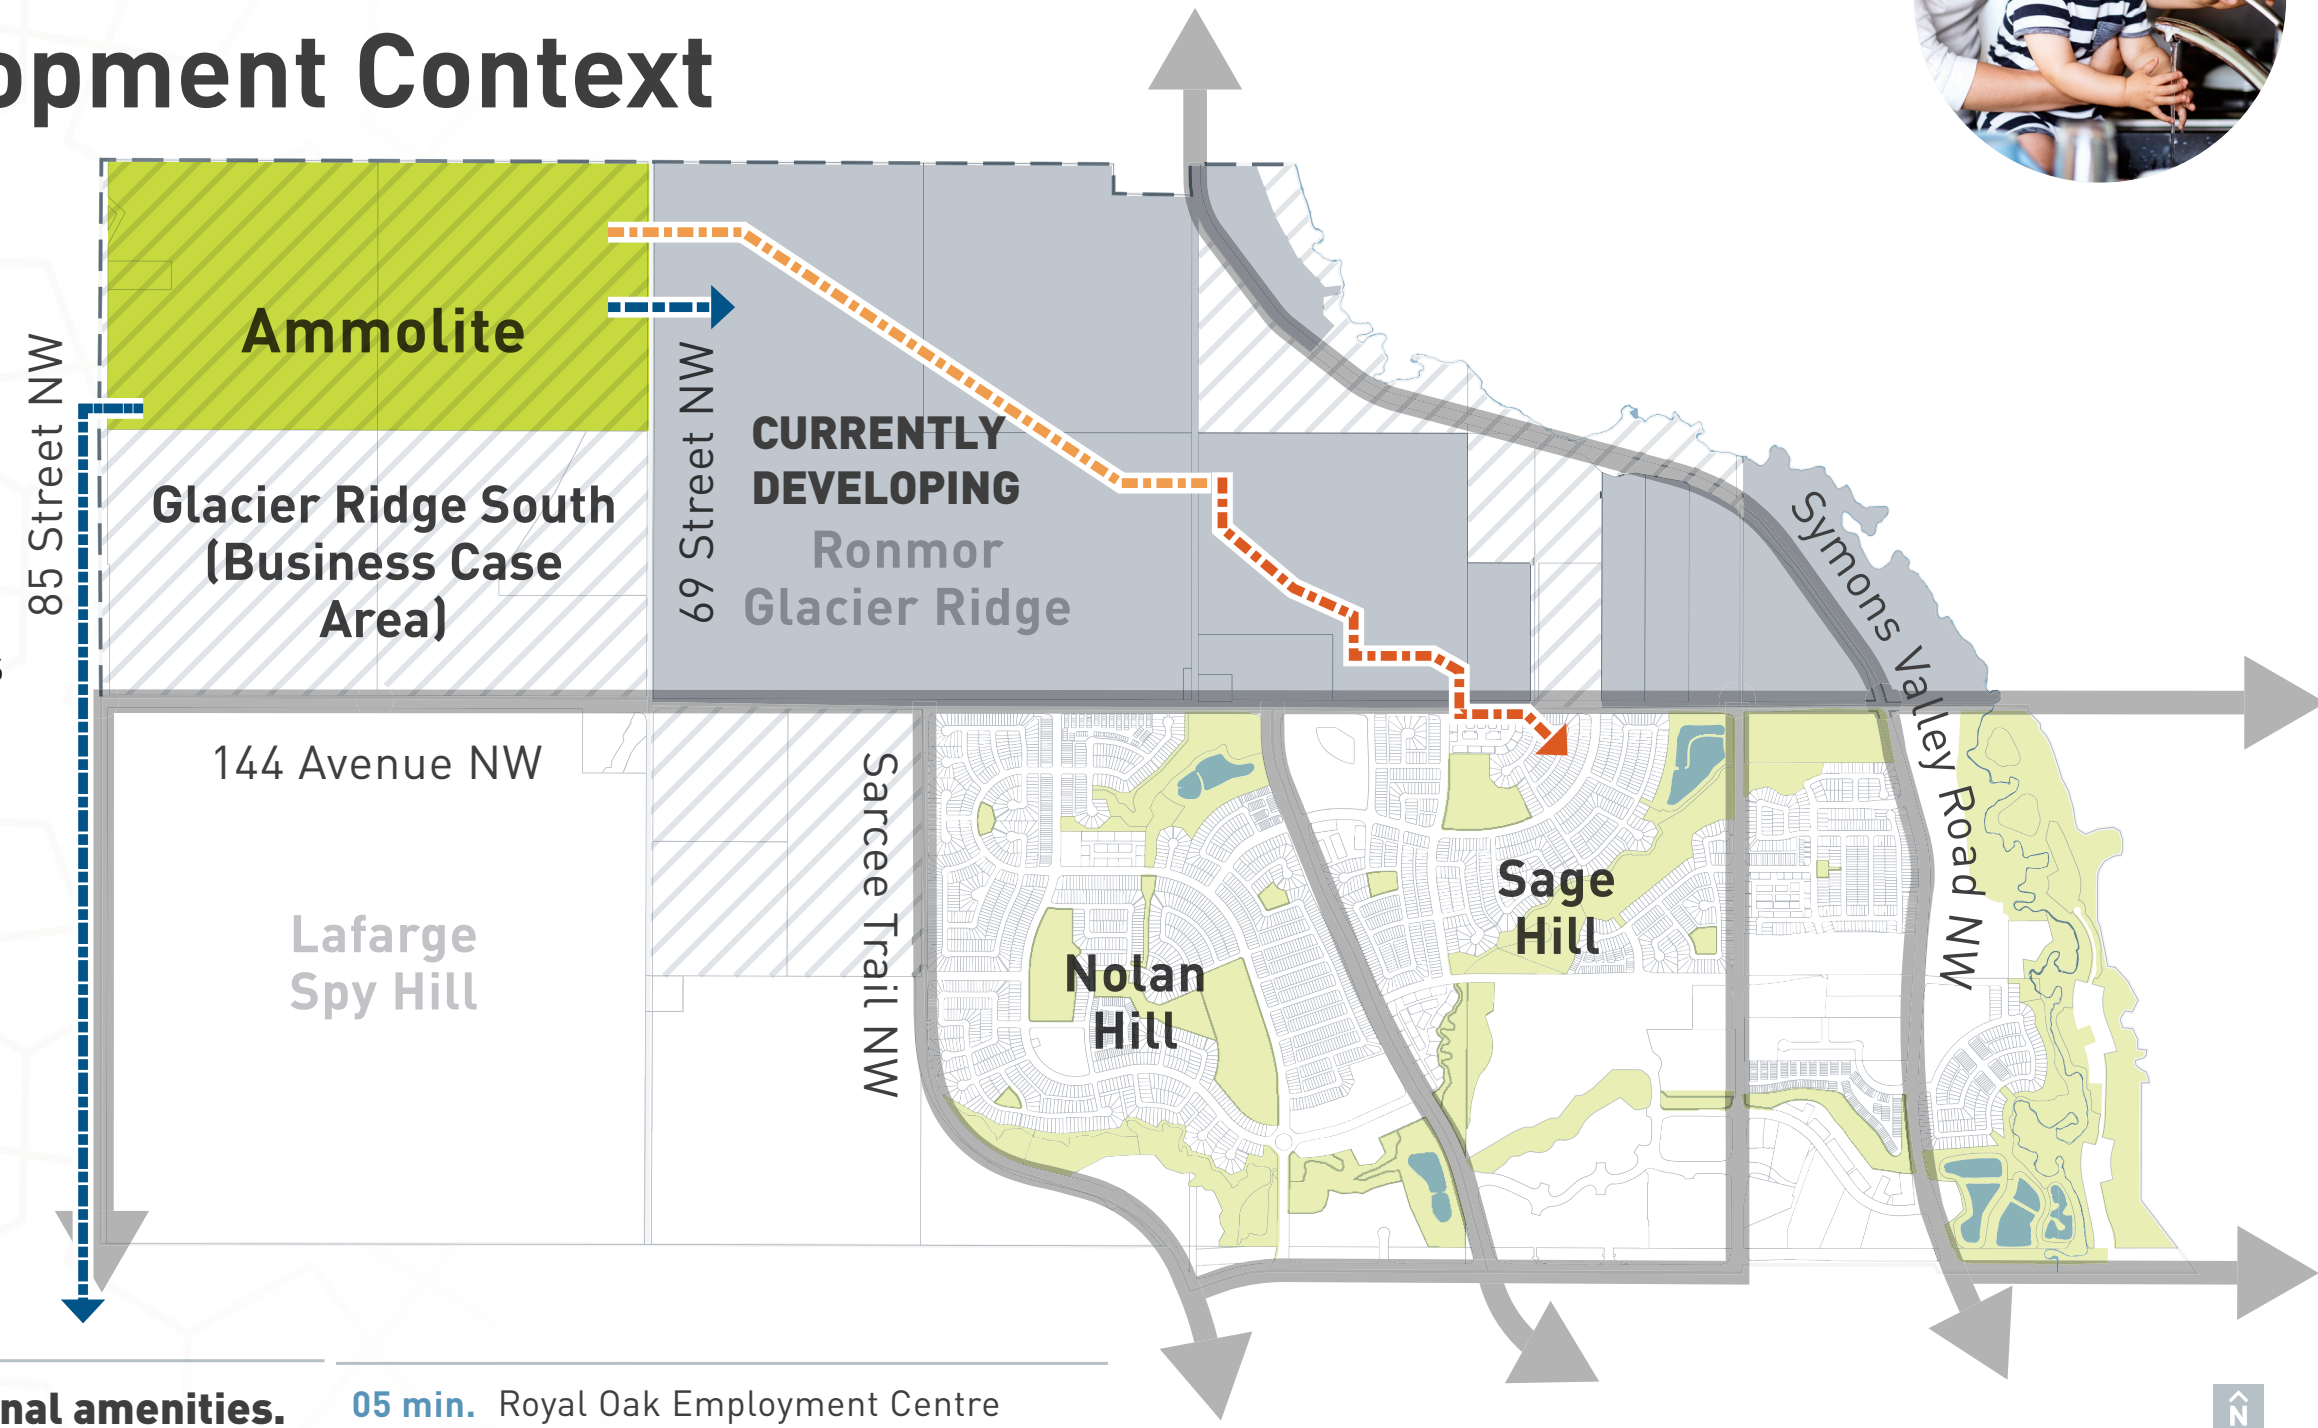 opment Context
Ammolite
85 Street NW
69 Street NW
CURRENTLY
DEVELOPING
Ronmor
Glacier Ridge
Glacier Ridge South
(Business Case
Area)
Symons Valley Road NW
s
144 Avenue NW
Sarcee Trail NW
Lafarge
Spy Hill
Sage
Hill
Nolan
Hill
nal amenities.
05 min. Royal Oak Employment Centre
N